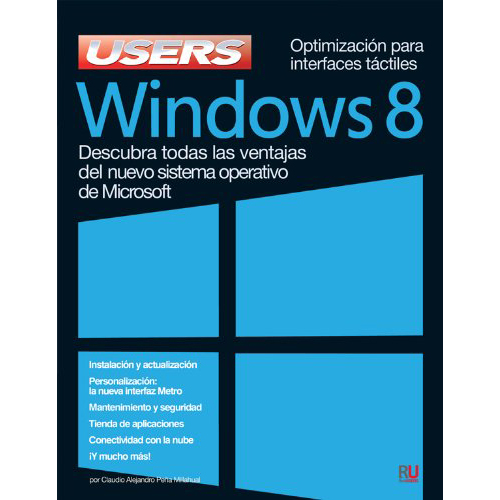 USERS
Optimización para
interfaces táctiles
Windows 8
Descubra todas las ventajas
del nuevo sistema operativo
de Microsoft
Instalación y actualización
Personalización:
la nueva interfaz Metro
Mantenimiento y seguridad
Tienda de aplicaciones
Conectividad con la nube
¡Y mucho más!
por Claudio Alejandro Peña Millahual
RU